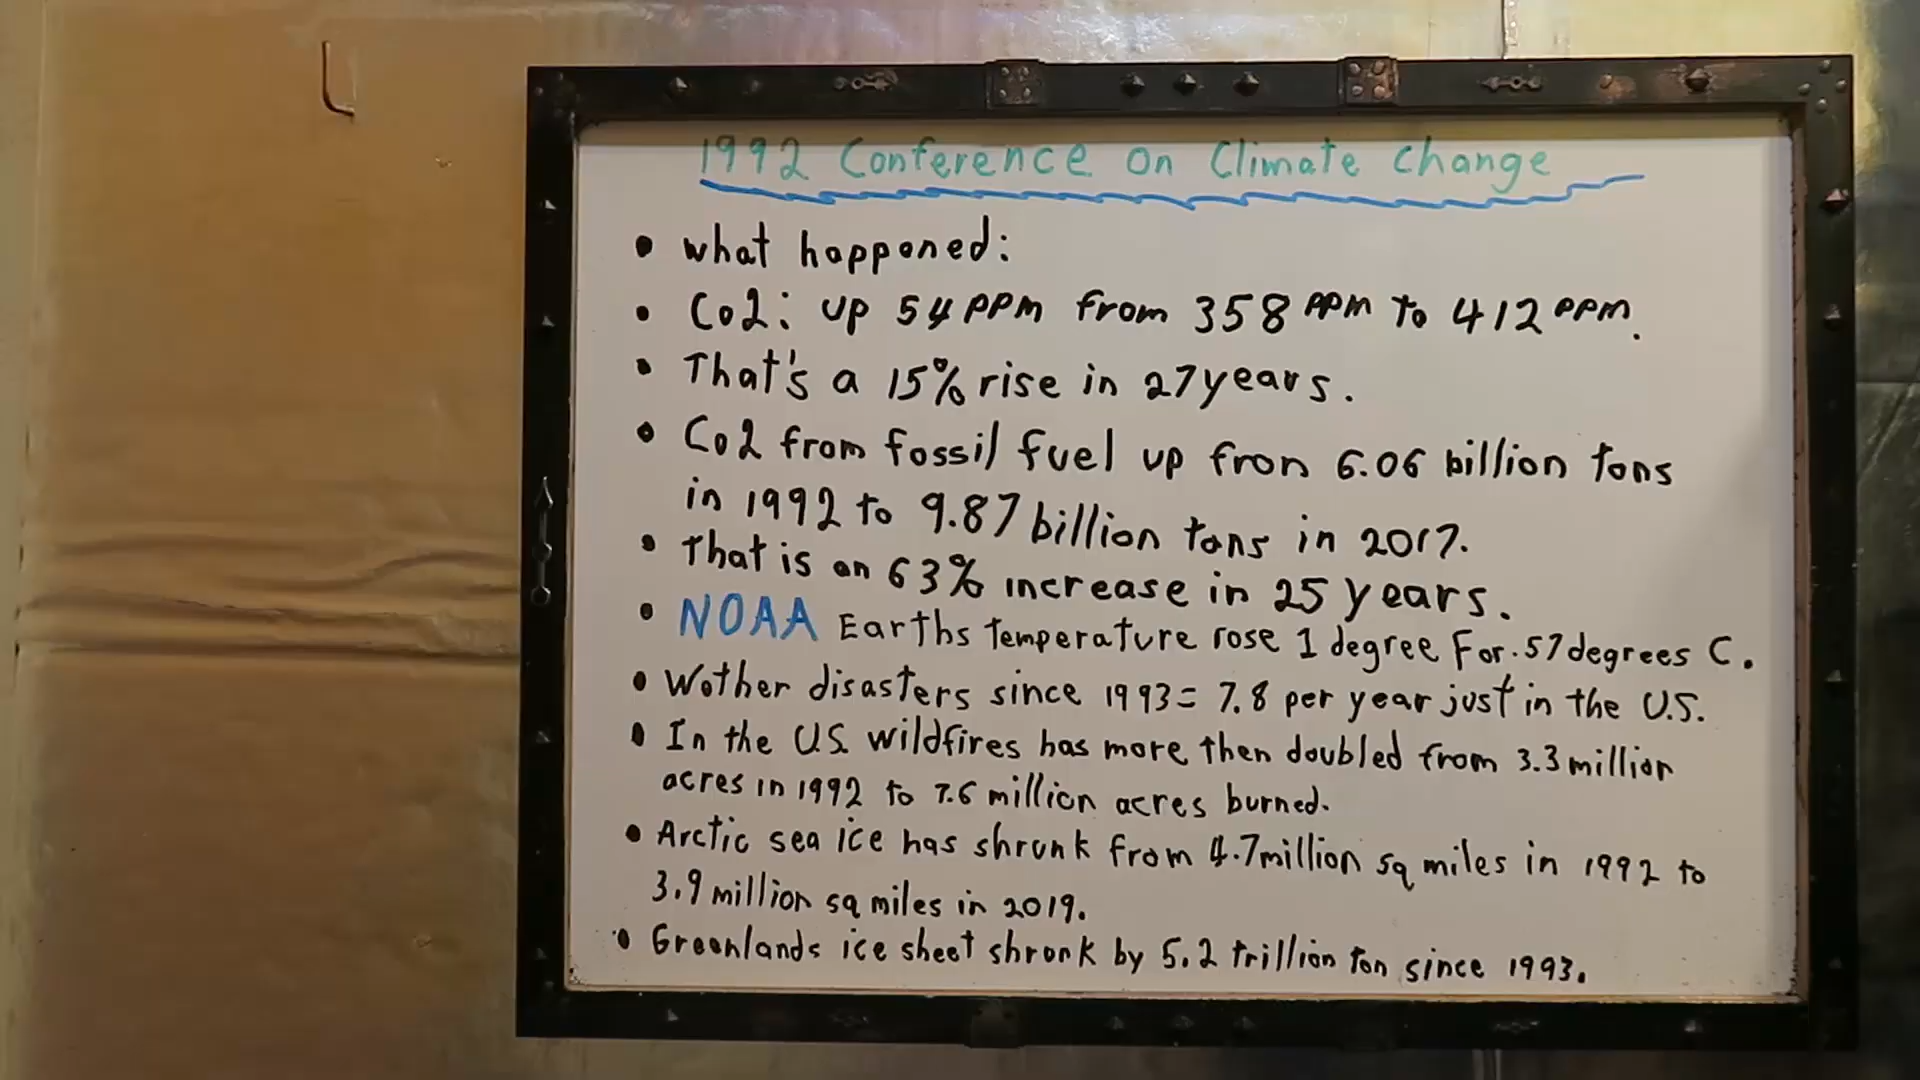 1992 Conference on Climate Change
• what happoned:
• Co2: up 54 PPM from 358 PPM to 412 PPM.
• That's a 15% rise in 27 years.
• Co2 from fossil fuel up fron 6.06 billion tons
in 1992 to 9.87 billion tons in 2017.
• That is an 63% increase in 25 years.
• NOAA Earths temperature rose 1 degree F or .57 degrees C.
• Wother disasters since 1993 = 7.8 per year just in the U.S.
• In the U.S. wildfires has more then doubled from 3.3 million
acres in 1992 to 7.6 million acres burned.
• Arctic sea ice has shrunk from 4.7 million sq miles in 1992 to
3.9 million sq miles in 2019.
• Greenlands ice sheet shronk by 5.2 trillion ton since 1993.